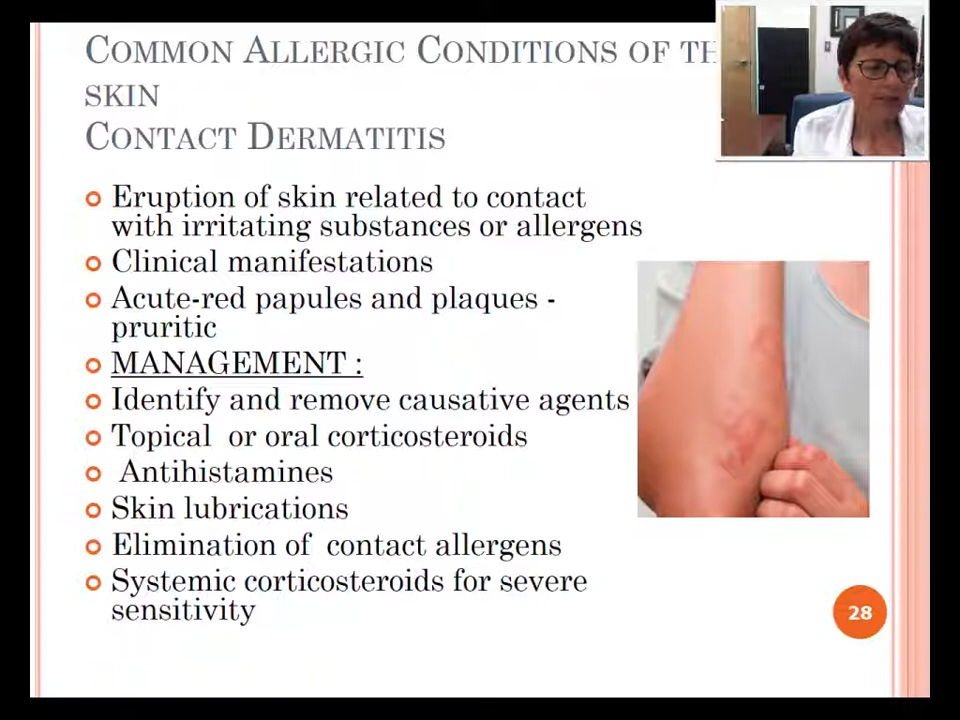 COMMON ALLERGIC CONDITIONS OF TH
SKIN
CONTACT DERMATITIS
Eruption of skin related to contact
with irritating substances or allergens
Clinical manifestations
Acute-red papules and plaques -
pruritic
MANAGEMENT :
Identify and remove causative agents
Topical or oral corticosteroids
Antihistamines
Skin lubrications
Elimination of contact allergens
Systemic corticosteroids for severe
sensitivity
28